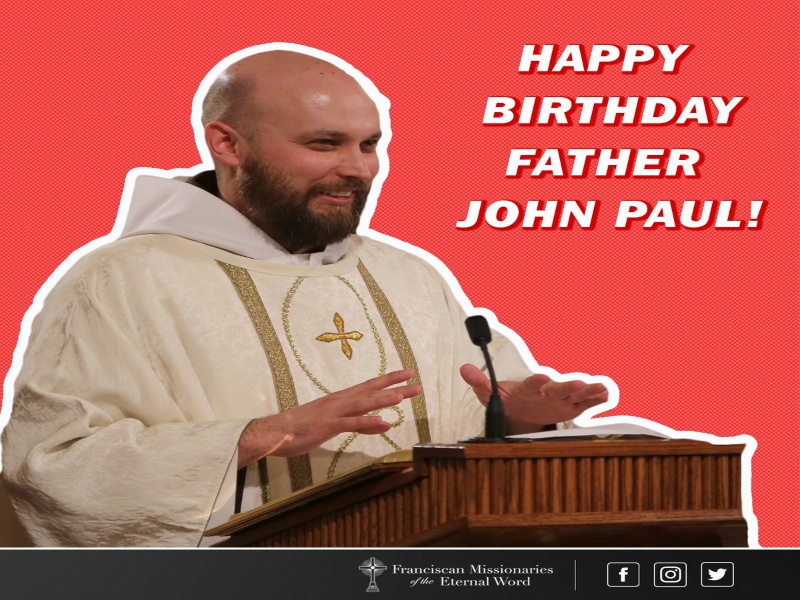 HAPPY
BIRTHDAY
FATHER
JOHN PAUL!
Franciscan Missionaries
of the Eternal Word